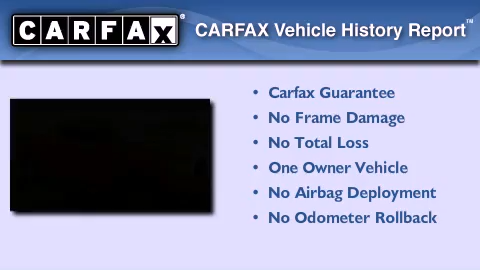 CARFAX® CARFAX Vehicle History Report™
• Carfax Guarantee
• No Frame Damage
• No Total Loss
• One Owner Vehicle
• No Airbag Deployment
• No Odometer Rollback